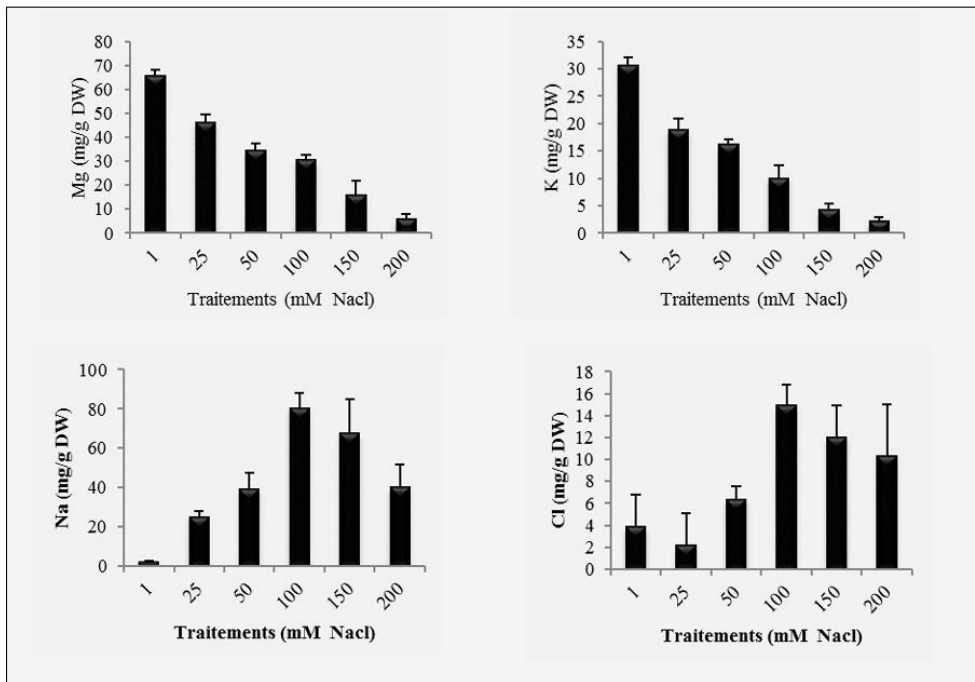 Mg (mg/g DW)
80
70
60
50
40
30
20
10
0
1 25 50 100 150 200
Traitements (mM Nacl)
K (mg/g DW)
35
30
25
20
15
10
5
0
1 25 50 100 150 200
Traitements (mM Nacl)
Na (mg/g DW)
100
80
60
40
20
0
1 25 50 100 150 200
Traitements (mM Nacl)
Cl (mg/g DW)
18
16
14
12
10
8
6
4
2
0
1 25 50 100 150 200
Traitements (mM Nacl)